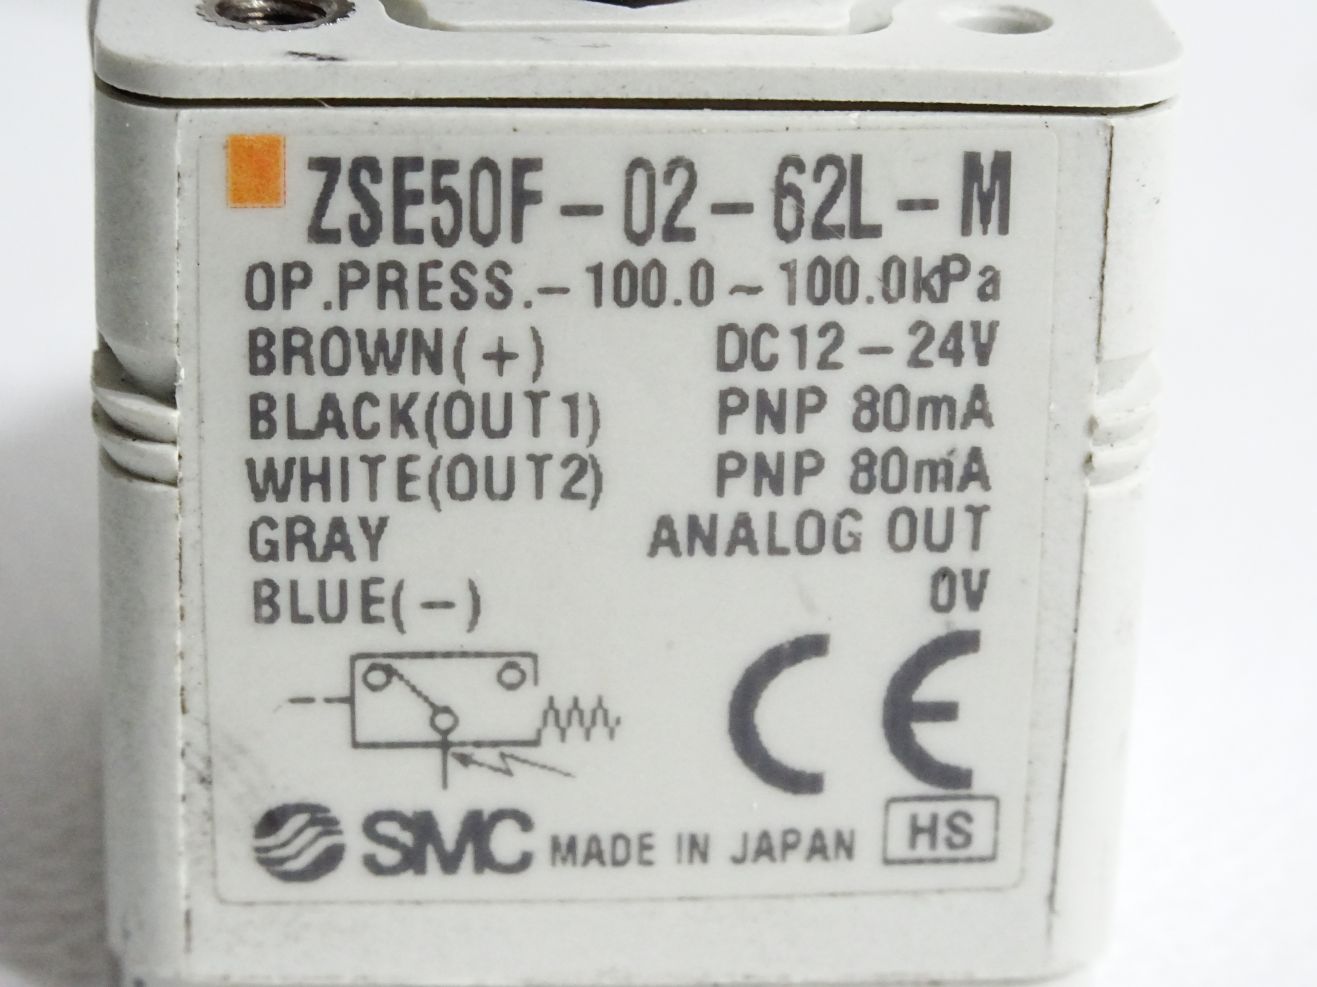 ZSE50F-02-62L-M
OP.PRESS.-100.0~100.0kPa
BROWN(+) DC12-24V
BLACK(OUT1) PNP 80mA
WHITE(OUT2) PNP 80mA
GRAY ANALOG OUT
BLUE(-) 0V
CE
SMC MADE IN JAPAN HS